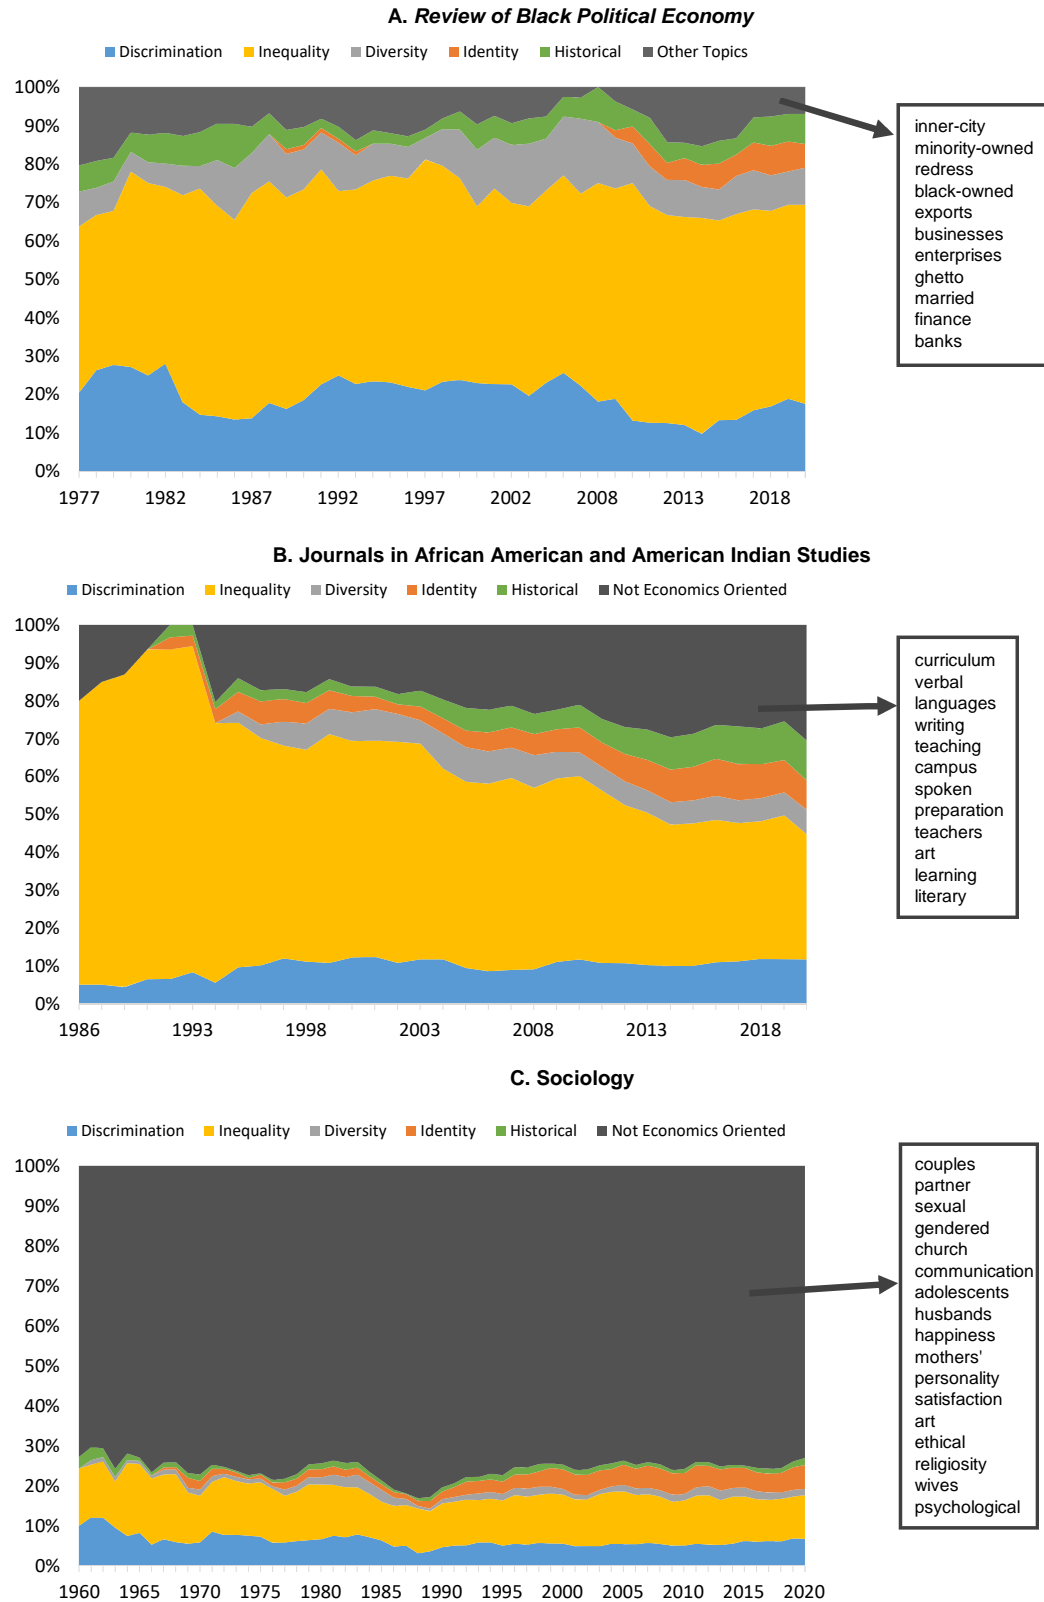 A. Review of Black Political Economy
Discrimination Inequality Diversity Identity Historical Other Topics
100%
90%
80%
70%
60%
50%
40%
30%
20%
10%
0%
1977 1982 1987 1992 1997 2002 2008 2013 2018
inner-city
minority-owned
redress
black-owned
exports
businesses
enterprises
ghetto
married
finance
banks
B. Journals in African American and American Indian Studies
Discrimination Inequality Diversity Identity Historical Not Economics Oriented
100%
90%
80%
70%
60%
50%
40%
30%
20%
10%
0%
1986 1993 1998 2003 2008 2013 2018
curriculum
verbal
languages
writing
teaching
campus
spoken
preparation
teachers
art
learning
literary
C. Sociology
Discrimination Inequality Diversity Identity Historical Not Economics Oriented
100%
90%
80%
70%
60%
50%
40%
30%
20%
10%
0%
1960 1965 1970 1975 1980 1985 1990 1995 2000 2005 2010 2015 2020
couples
partner
sexual
gendered
church
communication
adolescents
husbands
happiness
mothers'
personality
satisfaction
art
ethical
religiosity
wives
psychological